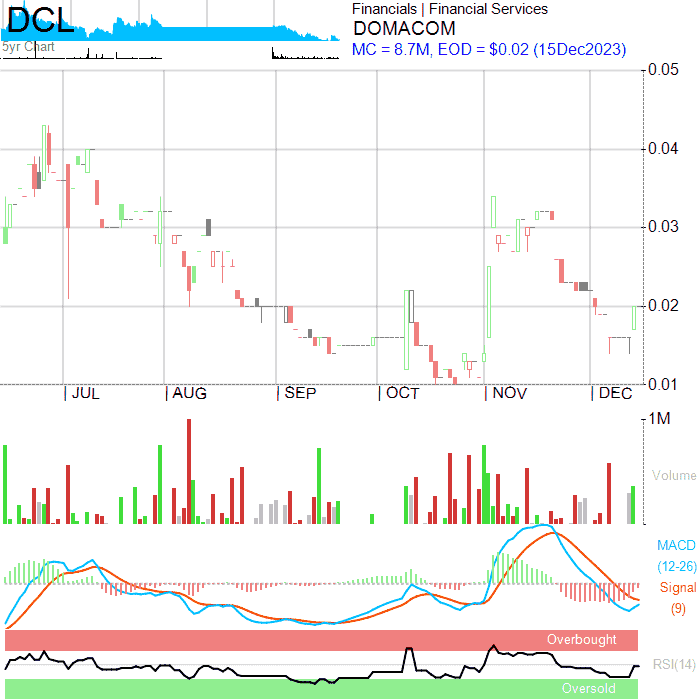 DCL
5yr Chart
Financials | Financial Services
DOMACOM
MC = 8.7M, EOD = $0.02 (15Dec2023)
0.05
0.04
0.03
0.02
0.01
JUL AUG SEP OCT NOV DEC
1M
Volume
MACD
(12-26)
Signal
(9)
Overbought
RSI(14)
Oversold